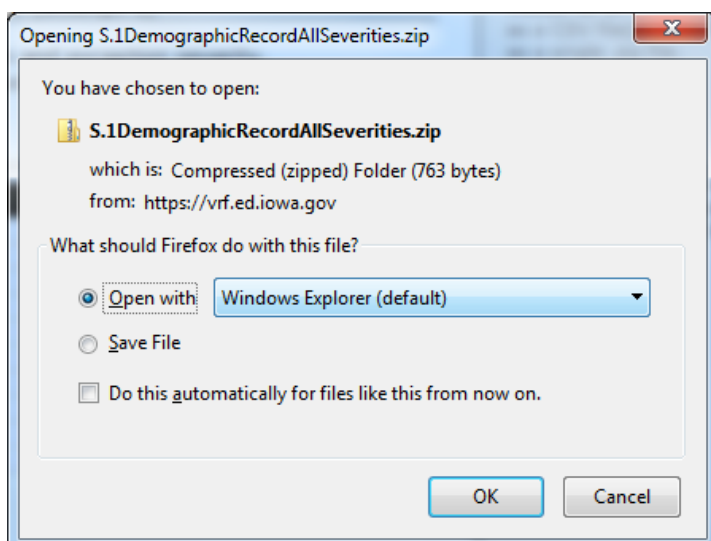 Opening S.1DemographicRecordAllSeverities.zip
You have chosen to open:
S.1DemographicRecordAllSeverities.zip
which is: Compressed (zipped) Folder (763 bytes)
from: https://vrf.ed.iowa.gov
What should Firefox do with this file?
Open with Windows Explorer (default)
Save File
Do this automatically for files like this from now on.
OK Cancel